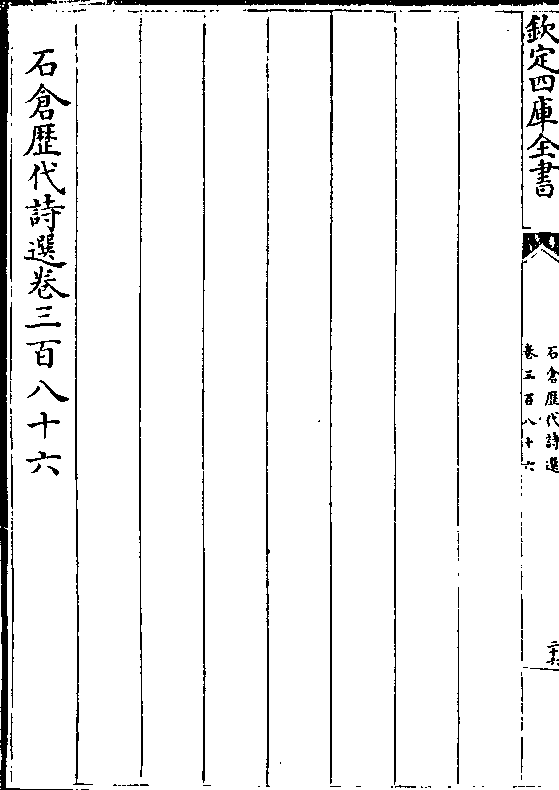 欽定四庫全書
石倉歷代詩選
卷三百八十六
石倉歷代詩選卷三百八十六